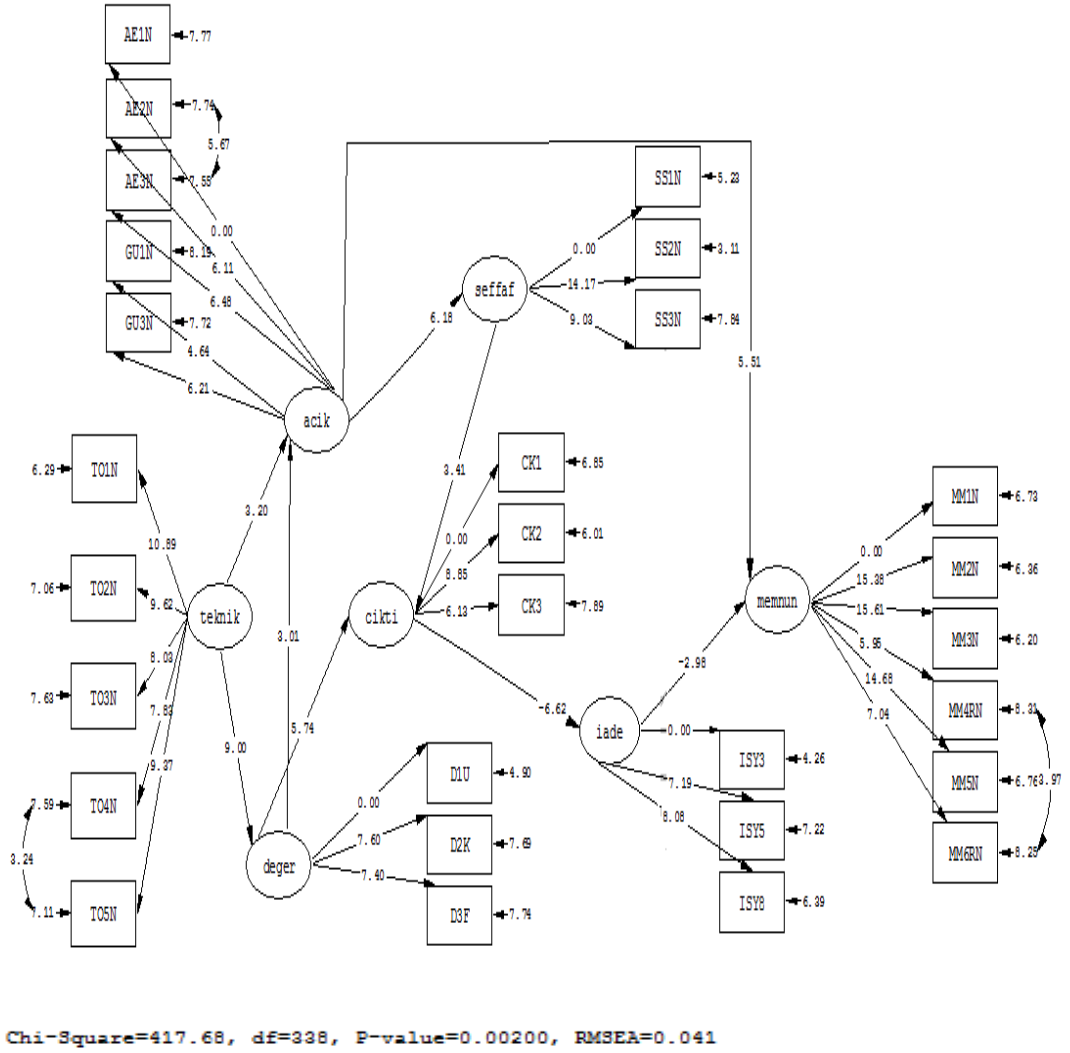 AE1N 7.77
AE2N 7.74
5.67
AE3N 7.55
SS1N 5.23
0.00
GU1N 8.19
0.00
SS2N 3.11
6.11
seffaf
-14.17
6.48
6.18
9.03
SS3N 7.84
GU3N 7.72
4.64
5.51
6.21
acik
6.29 TO1N
3.41
CK1 6.85
MM1N 6.73
3.20
10.89
0.00
CK2 6.01
0.00
8.85
15.38
MM2N 6.36
7.06 TO2N
9.62
teknik
cikti
6.13
CK3 7.89
memnun
15.61
MM3N 6.20
8.03
3.01
5.95
-2.98
14.68
7.63 TO3N
7.83
5.74
-6.62
7.04
MM4RN 8.31
9.00
iade
-0.00
9.37
ISY3 4.26
D1U 4.90
-7.19
MM5N 6.76
3.97
7.59 TO4N
0.00
8.08
ISY5 7.22
3.24
7.60
D2K 7.69
MM6RN 8.25
deger
7.40
ISY8 6.39
7.11 TO5N
D3F 7.74
Chi-Square=417.68, df=338, P-value=0.00200, RMSEA=0.041